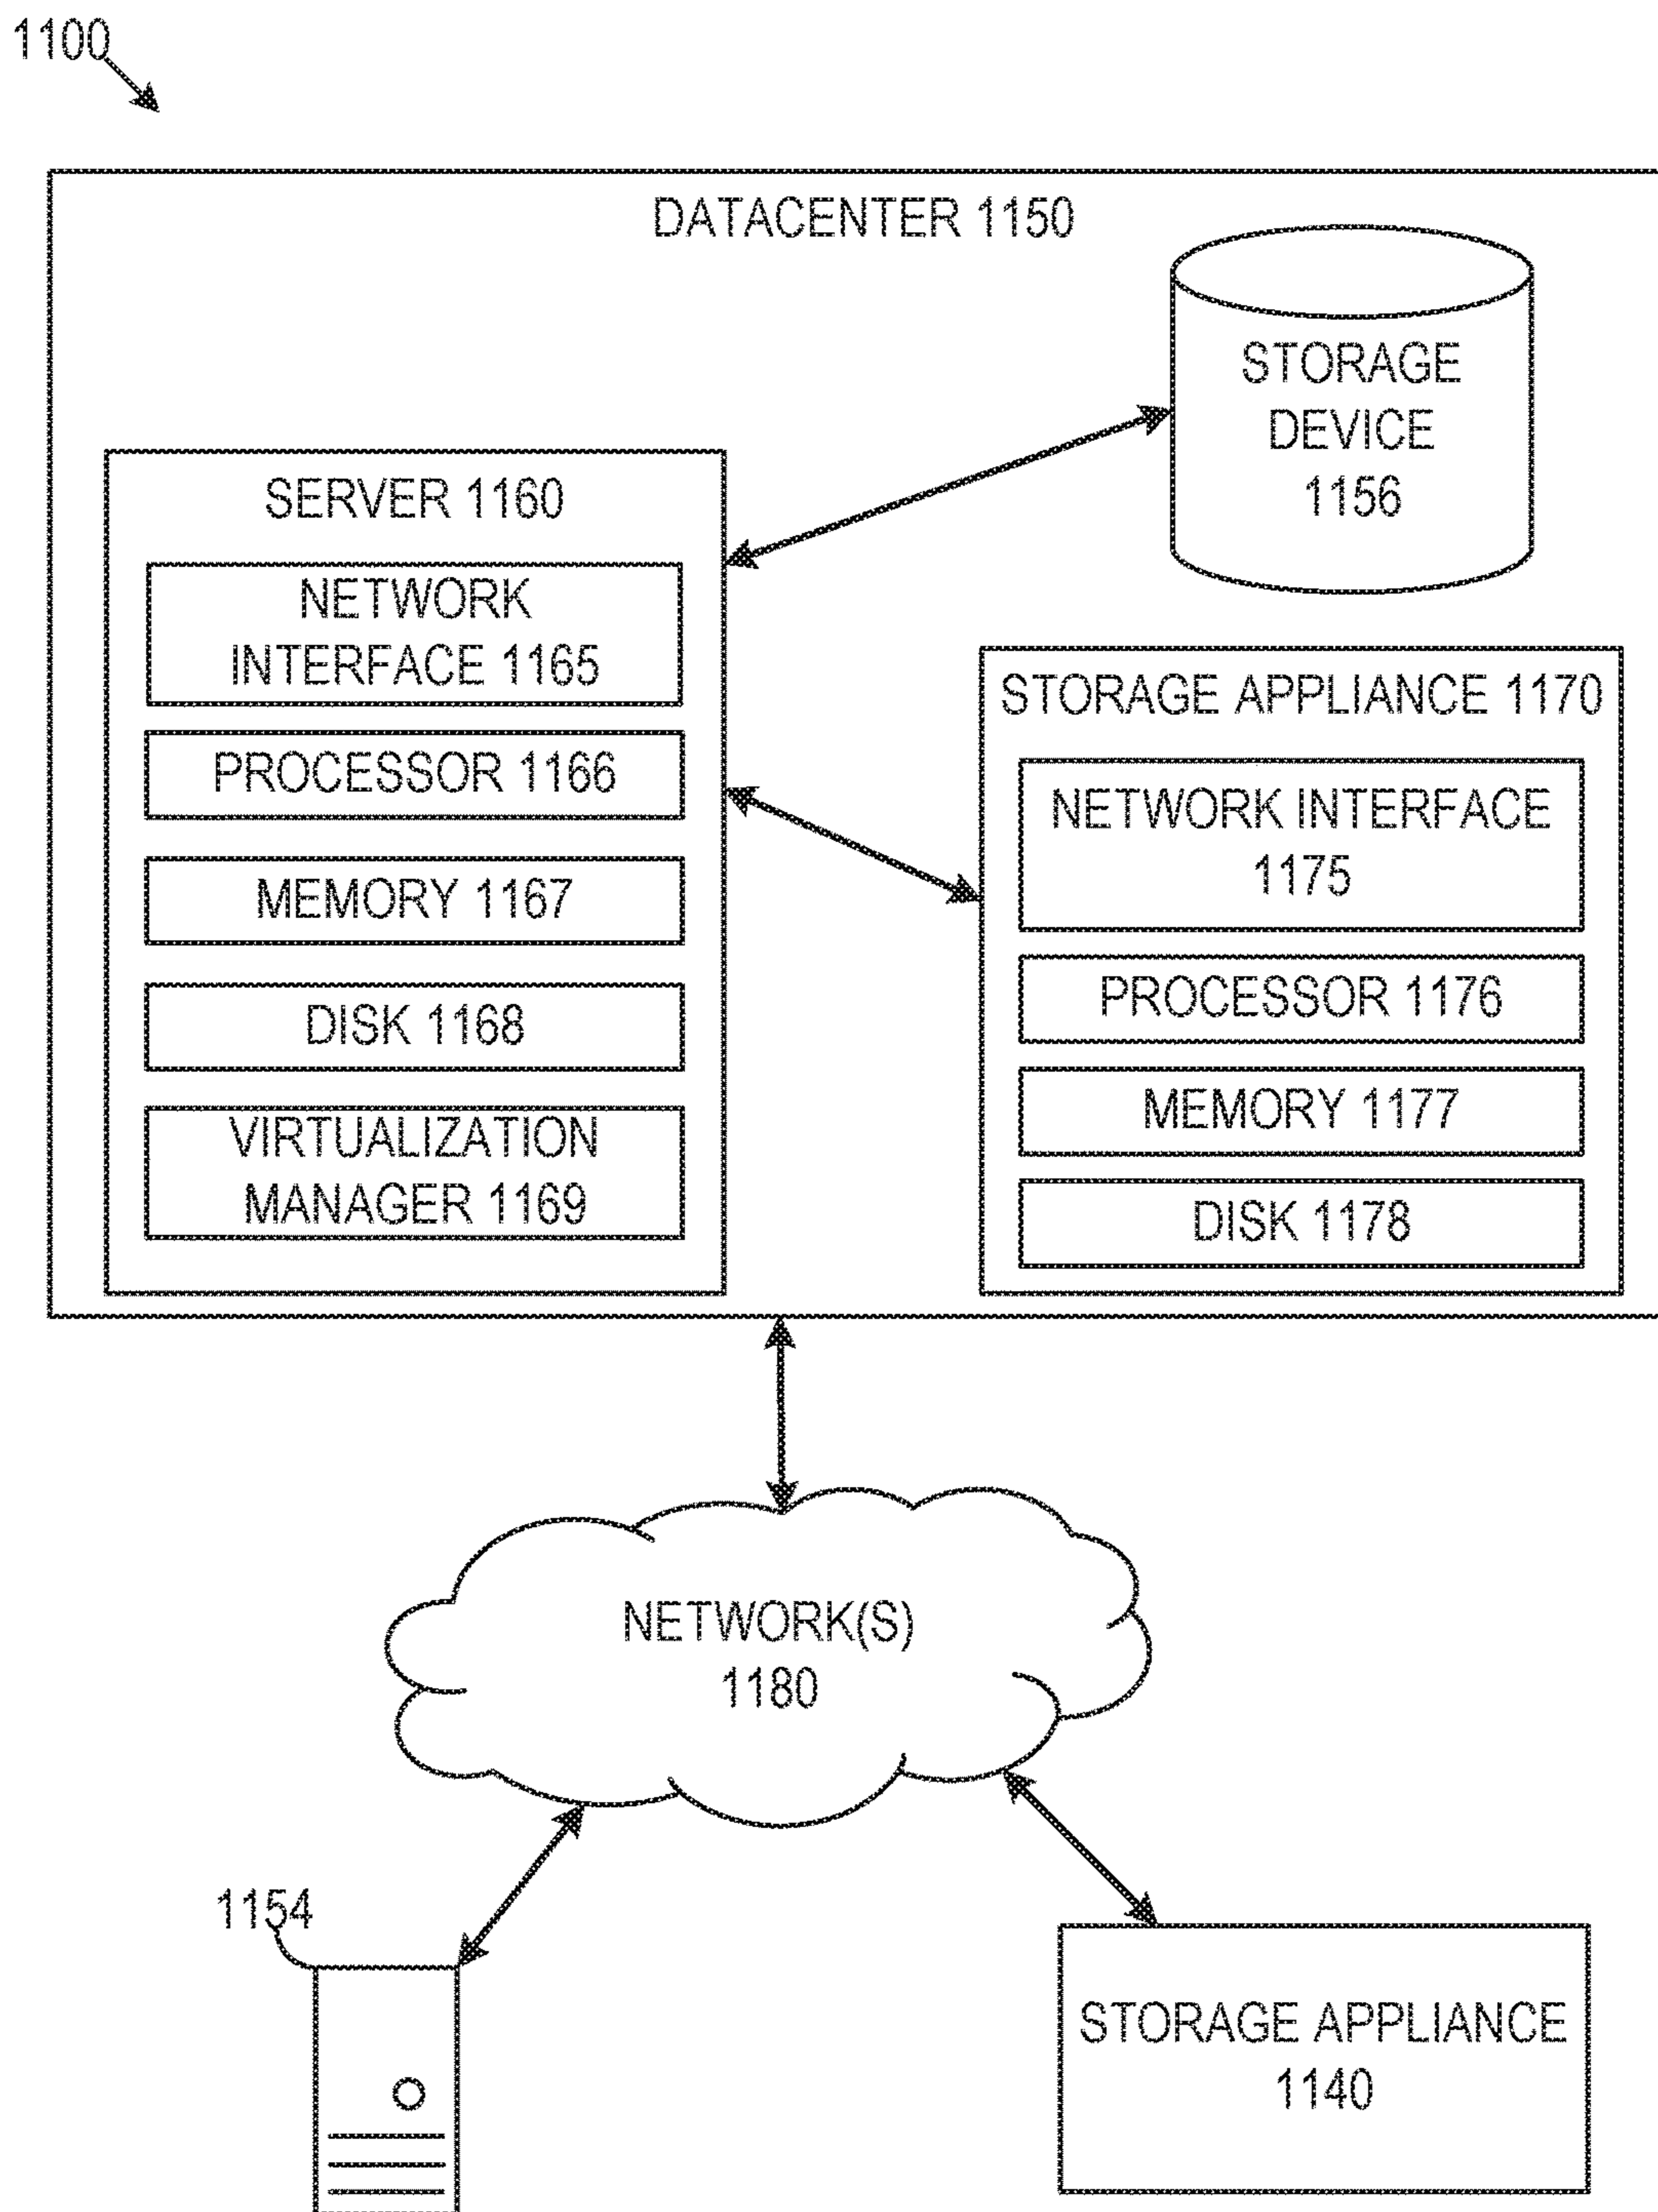 1100
DATACENTER 1150
STORAGE
DEVICE
1156
SERVER 1160
NETWORK
INTERFACE 1165
PROCESSOR 1166
MEMORY 1167
DISK 1168
VIRTUALIZATION
MANAGER 1169
STORAGE APPLIANCE 1170
NETWORK INTERFACE
1175
PROCESSOR 1176
MEMORY 1177
DISK 1178
NETWORK(S)
1180
1154
STORAGE APPLIANCE
1140